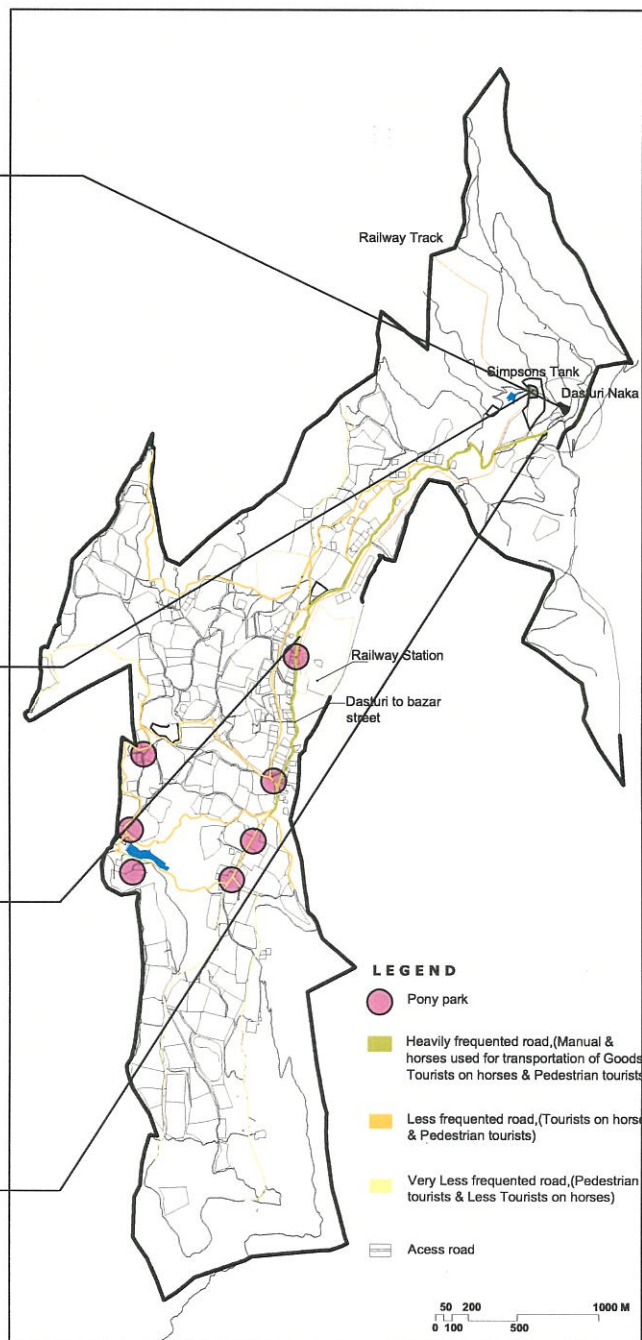 Railway Track
Simpsons Tank
Dasturi Naka
Railway Station
Dasturi to bazar
street
LEGEND
Pony park
Heavily frequented road,(Manual &
horses used for transportation of Goods
Tourists on horses & Pedestrian tourists
Less frequented road,(Tourists on horse
& Pedestrian tourists)
Very Less frequented road,(Pedestrian
tourists & Less Tourists on horses)
Acess road
50 200 1000 M
0 100 500